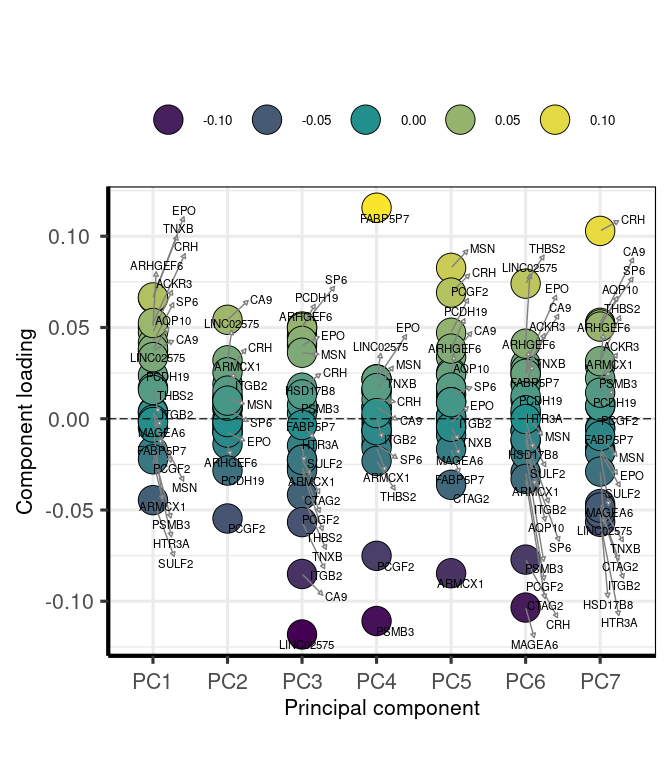 -0.10 -0.05 0.00 0.05 0.10
Component loading
0.10
0.05
0.00
-0.05
-0.10
EPO
TNXB
CRH
ARHGEF6
ACKR3
SP6
AQP10
CA9
LINC02575
PCDH19
THBS2
ITGB2
MAGEA6
FABP5P7
PCGF2
MSN
ARMCX1
PSMB3
HTR3A
SULF2
CA9
LINC02575
CRH
ARMCX1
ITGB2
MSN
SP6
EPO
ARHGEF6
PCDH19
PCGF2
SP6
PCDH19
ARHGEF6
EPO
MSN
CRH
HSD17B8
PSMB3
FABP5P7
HTR3A
SULF2
ARMCX1
CTAG2
PCGF2
THBS2
TNXB
ITGB2
CA9
LINC02575
FABP5P7
EPO
LINC02575
MSN
TNXB
CRH
CA9
ITGB2
SP6
ARMCX1
THBS2
PCGF2
PSMB3
MSN
CRH
PCGF2
PCDH19
CA9
ARHGEF6
AQP10
SP6
EPO
ITGB2
TNXB
MAGEA6
FABP5P7
CTAG2
ARMCX1
THBS2
LINC02575
EPO
CA9
ACKR3
ARHGEF6
TNXB
FABP5P7
PCDH19
HTR3A
MSN
HSD17B8
SULF2
ARMCX1
ITGB2
AQP10
SP6
PSMB3
PCGF2
CTAG2
CRH
MAGEA6
CRH
CA9
SP6
AQP10
THBS2
ARHGEF6
ACKR3
ARMCX1
PSMB3
PCDH19
PCGF2
FABP5P7
MSN
EPO
SULF2
MAGEA6
LINC02575
TNXB
CTAG2
ITGB2
HSD17B8
HTR3A
PC1 PC2 PC3 PC4 PC5 PC6 PC7
Principal component